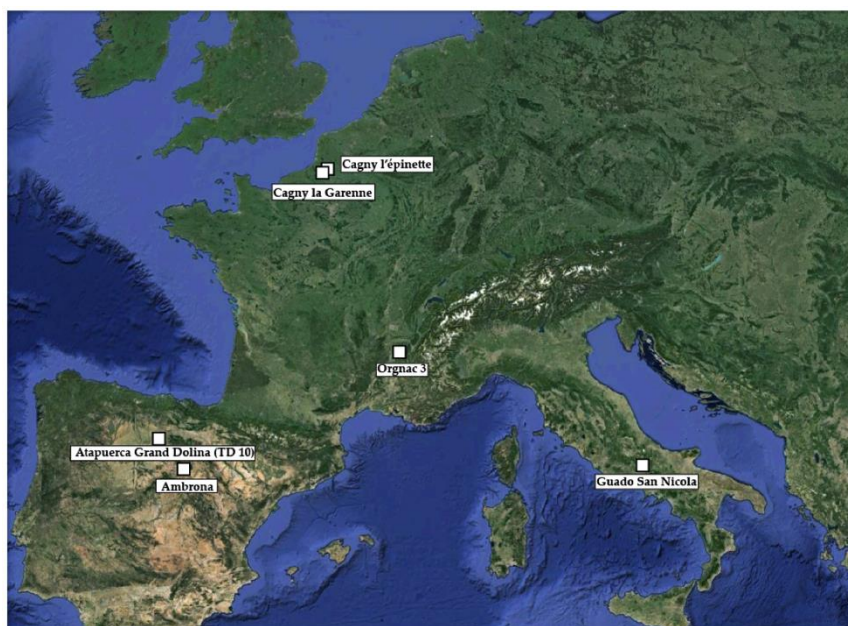 Cagny l'épinette
Cagny la Garenne
Orgnac 3
Atapuerca Grand Dolina (TD 10)
Ambrona
Guado San Nicola